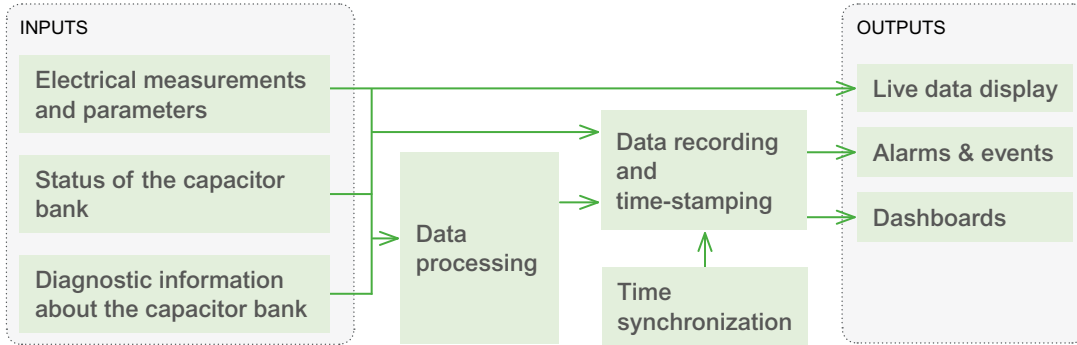 INPUTS
Electrical measurements
and parameters
Status of the capacitor
bank
Diagnostic information
about the capacitor bank
Data
processing
Data recording
and
time-stamping
Time
synchronization
OUTPUTS
Live data display
Alarms & events
Dashboards